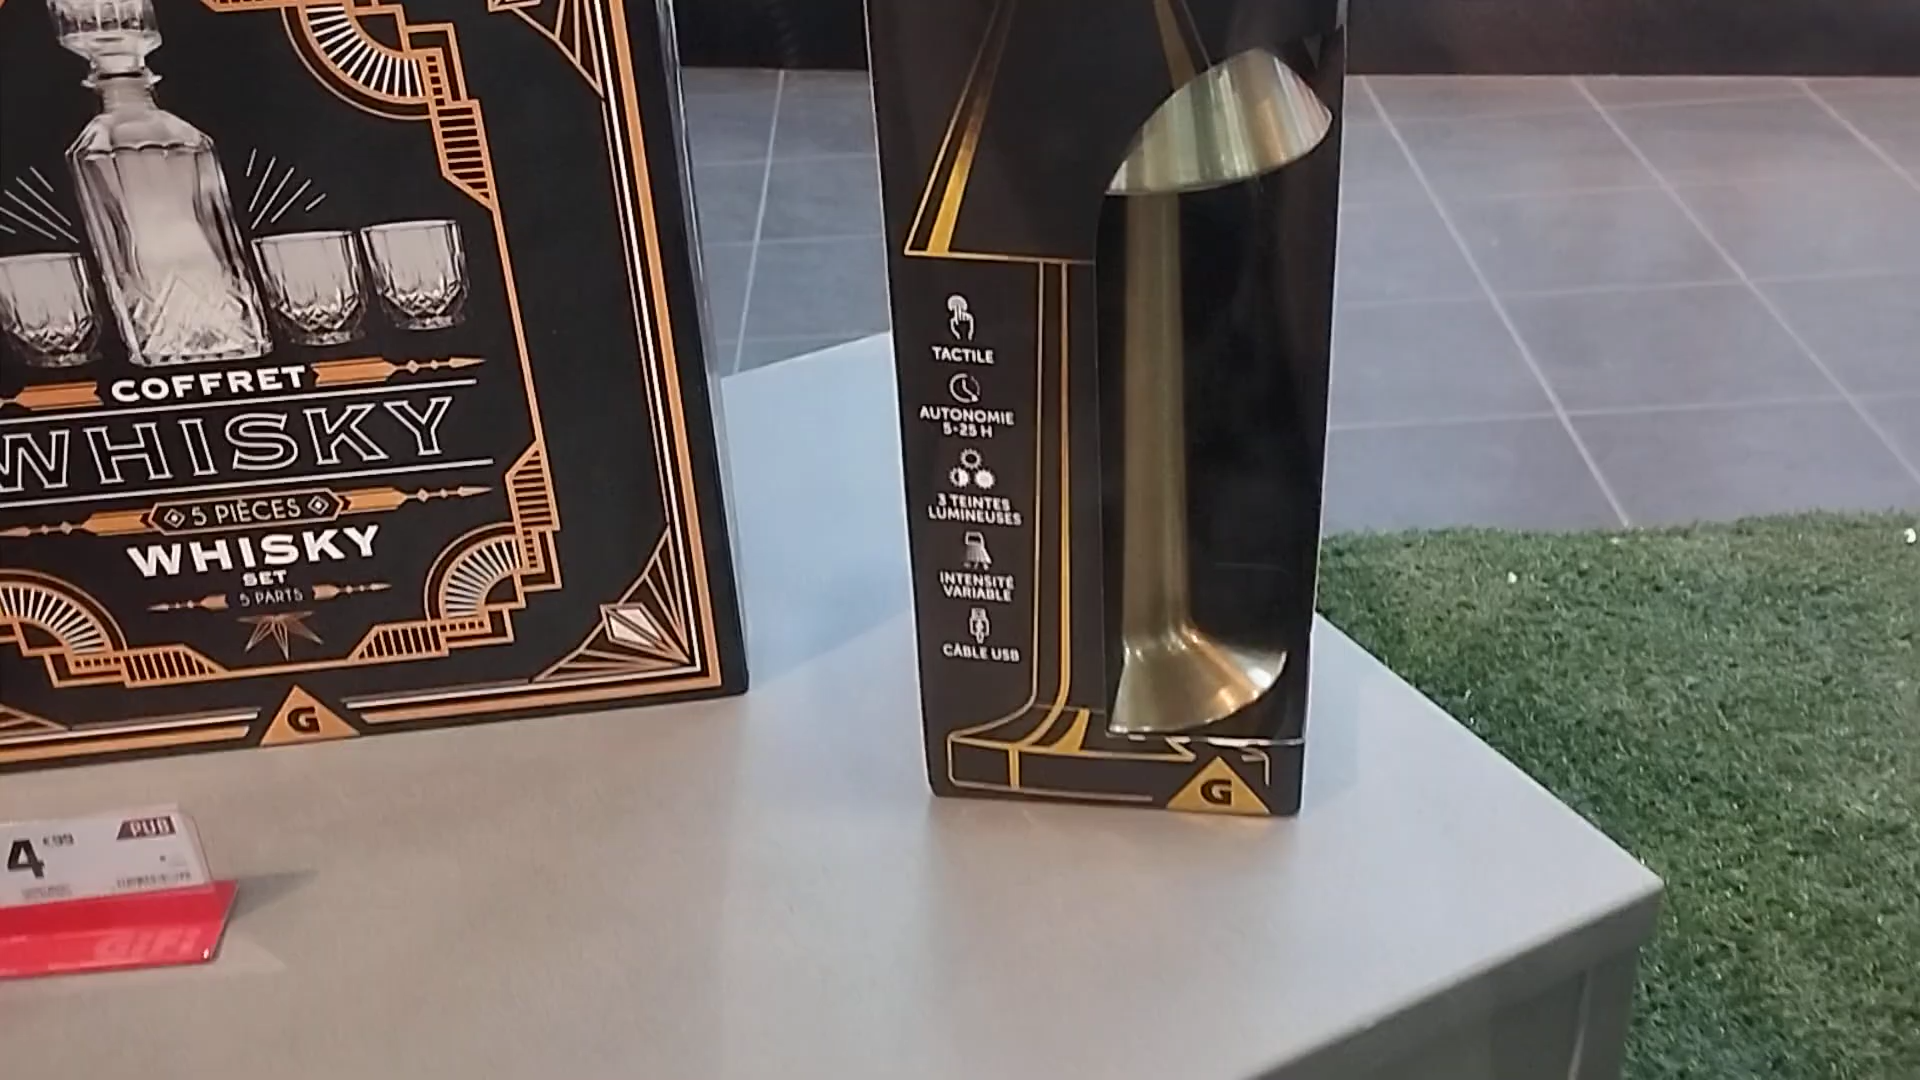 COFFRET
WHISKY
5 PIÈCES
WHISKY
SET
5 PARTS
G
4€99
PUB
GiFi
TACTILE
AUTONOMIE
5-25 H
3 TEINTES
LUMINEUSES
INTENSITÉ
VARIABLE
CÂBLE USB
G